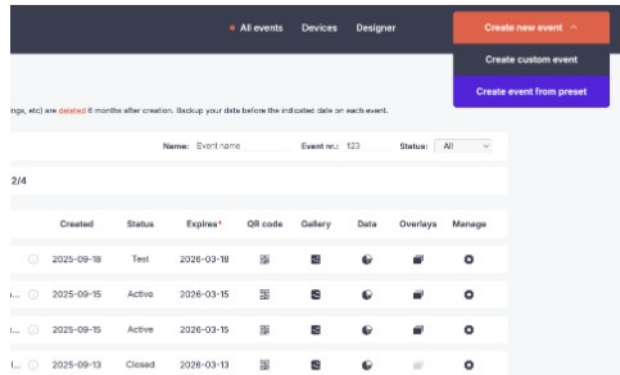 All events Devices Designer Create new event
Create custom event
Create event from preset
ngs, etc) are deleted 6 months after creation. Backup your data before the indicated date on each event.
Name: Event name Event nr.: 123 Status: All
2/4
Created Status Expires* QR code Gallery Data Overlays Manage
2025-09-18 Test 2026-03-18
a... 2025-09-15 Active 2026-03-15
e... 2025-09-15 Active 2026-03-15
l... 2025-09-13 Closed 2026-03-13